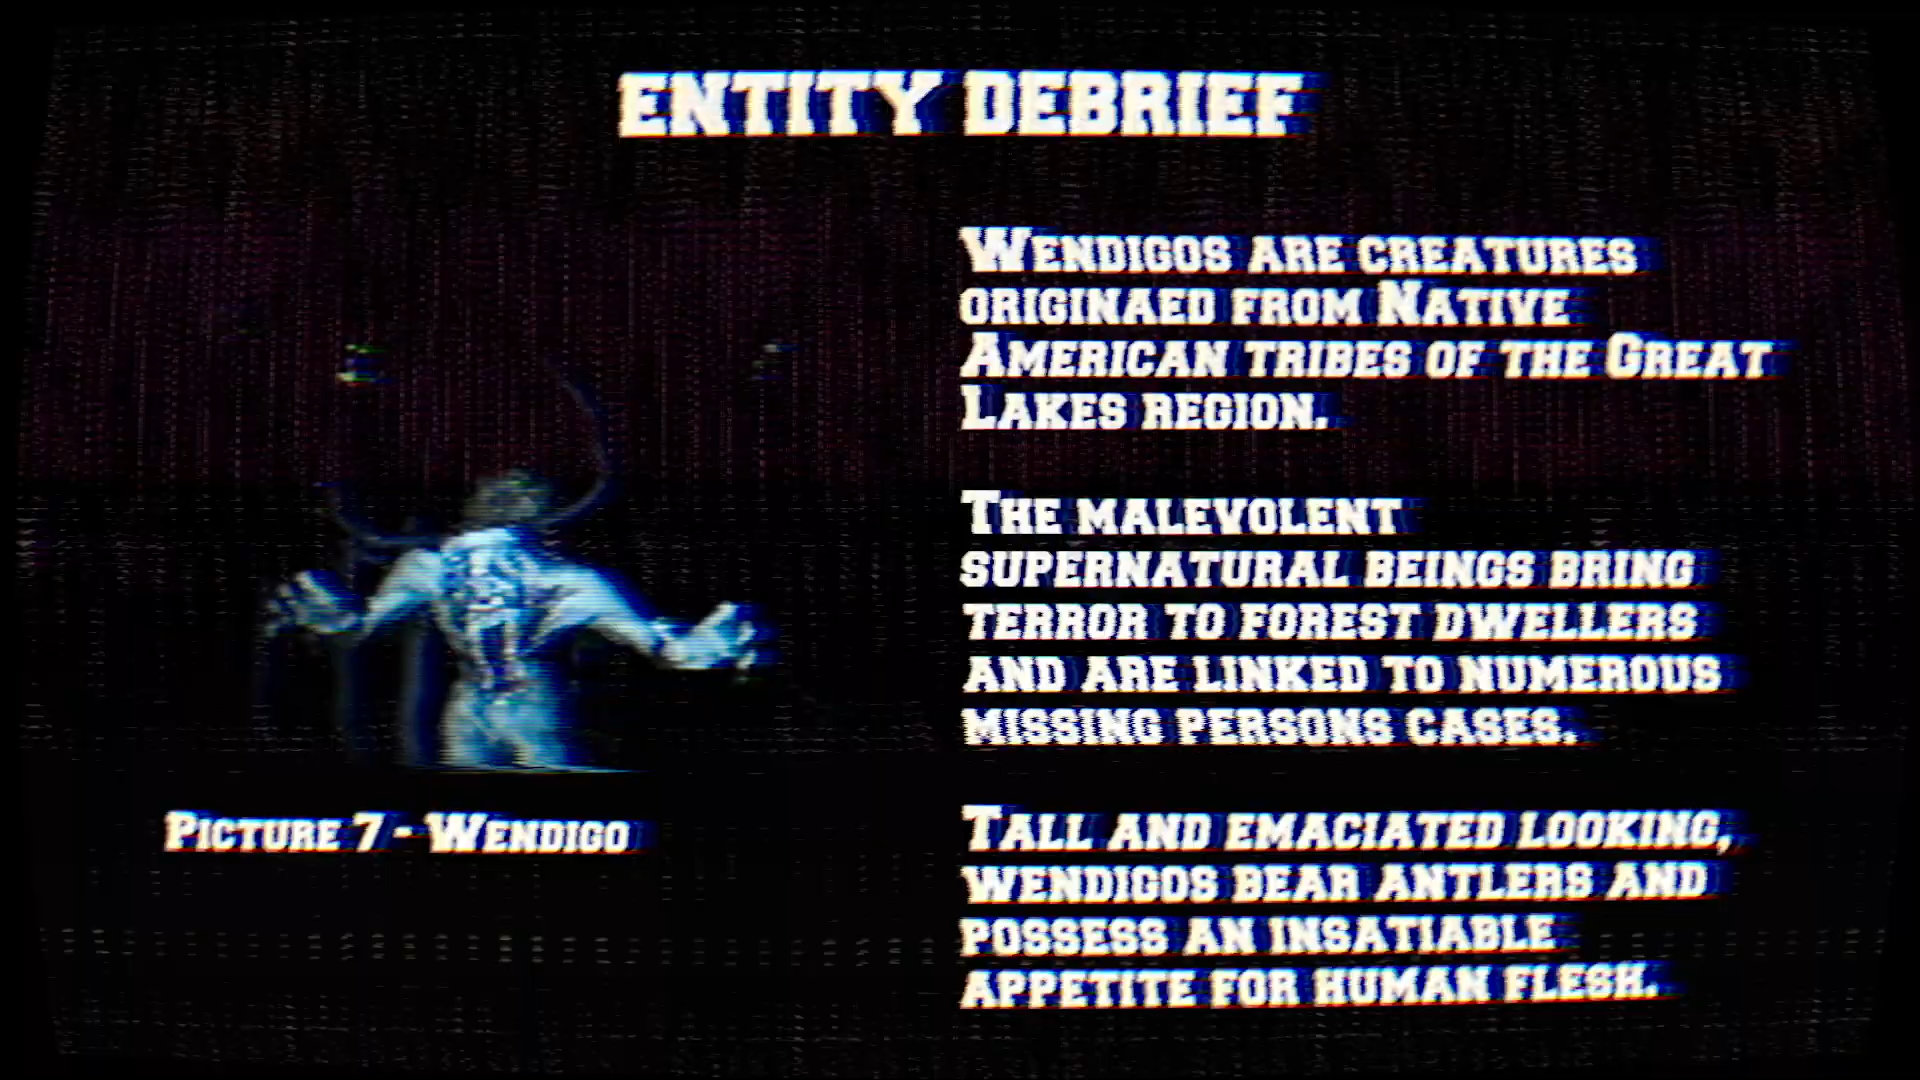 ENTITY DEBRIEF
WENDIGOS ARE CREATURES
ORIGINAED FROM NATIVE
AMERICAN TRIBES OF THE GREAT
LAKES REGION.
THE MALEVOLENT
SUPERNATURAL BEINGS BRING
TERROR TO FOREST DWELLERS
AND ARE LINKED TO NUMEROUS
MISSING PERSONS CASES.
TALL AND EMACIATED LOOKING,
WENDIGOS BEAR ANTLERS AND
POSSESS AN INSATIABLE
APPETITE FOR HUMAN FLESH.
PICTURE 7 - WENDIGO